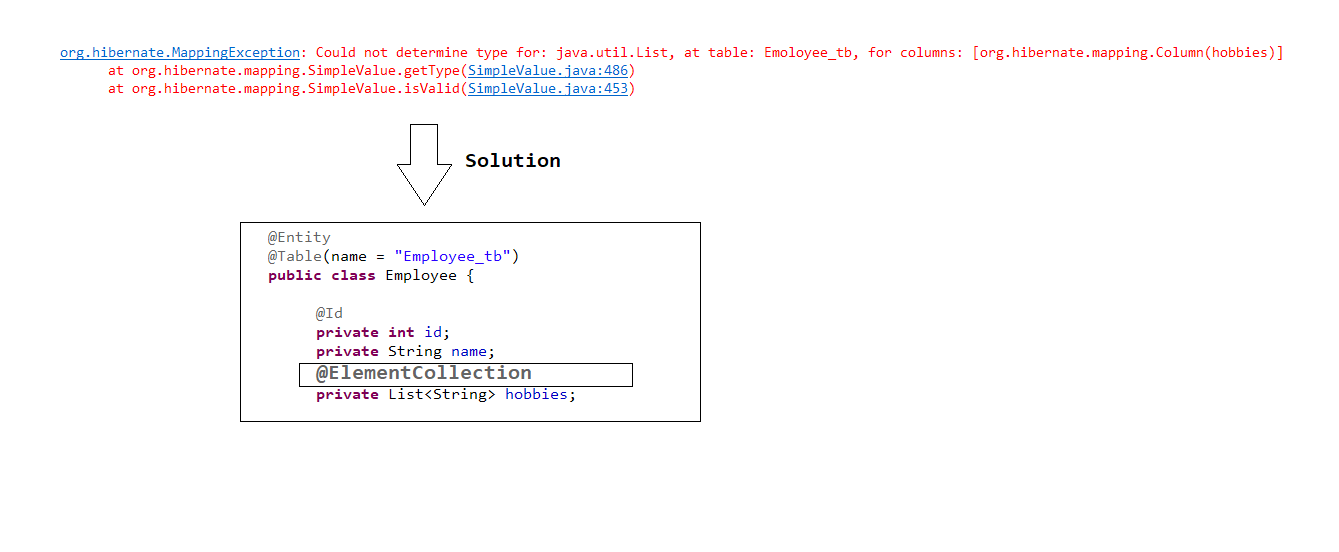 org.hibernate.MappingException: Could not determine type for: java.util.List, at table: Emoloyee_tb, for columns: [org.hibernate.mapping.Column(hobbies)]
at org.hibernate.mapping.SimpleValue.getType(SimpleValue.java:486)
at org.hibernate.mapping.SimpleValue.isValid(SimpleValue.java:453)
Solution
@Entity
@Table(name = "Employee_tb")
public class Employee {
@Id
private int id;
private String name;
@ElementCollection
private List<String> hobbies;